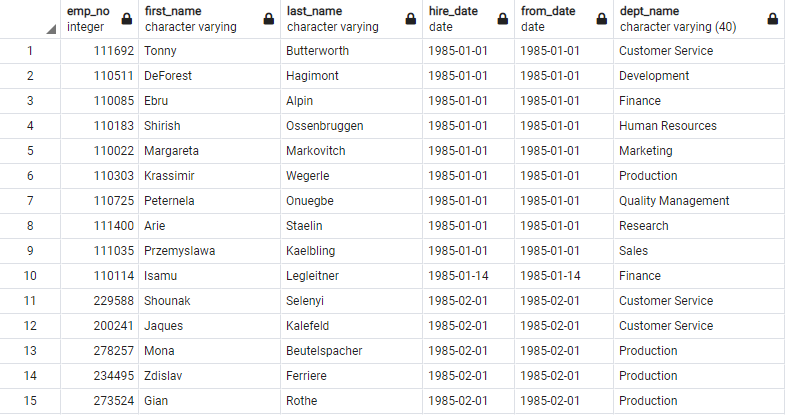 emp_no first_name last_name hire_date from_date dept_name
integer character varying character varying date date character varying (40)
1 111692 Tonny Butterworth 1985-01-01 1985-01-01 Customer Service
2 110511 DeForest Hagimont 1985-01-01 1985-01-01 Development
3 110085 Ebru Alpin 1985-01-01 1985-01-01 Finance
4 110183 Shirish Ossenbruggen 1985-01-01 1985-01-01 Human Resources
5 110022 Margareta Markovitch 1985-01-01 1985-01-01 Marketing
6 110303 Krassimir Wegerle 1985-01-01 1985-01-01 Production
7 110725 Peternela Onuegbe 1985-01-01 1985-01-01 Quality Management
8 111400 Arie Staelin 1985-01-01 1985-01-01 Research
9 111035 Przemyslawa Kaelbling 1985-01-01 1985-01-01 Sales
10 110114 Isamu Legleitner 1985-01-14 1985-01-14 Finance
11 229588 Shounak Selenyi 1985-02-01 1985-02-01 Customer Service
12 200241 Jaques Kalefeld 1985-02-01 1985-02-01 Customer Service
13 278257 Mona Beutelspacher 1985-02-01 1985-02-01 Production
14 234495 Zdislav Ferriere 1985-02-01 1985-02-01 Production
15 273524 Gian Rothe 1985-02-01 1985-02-01 Production